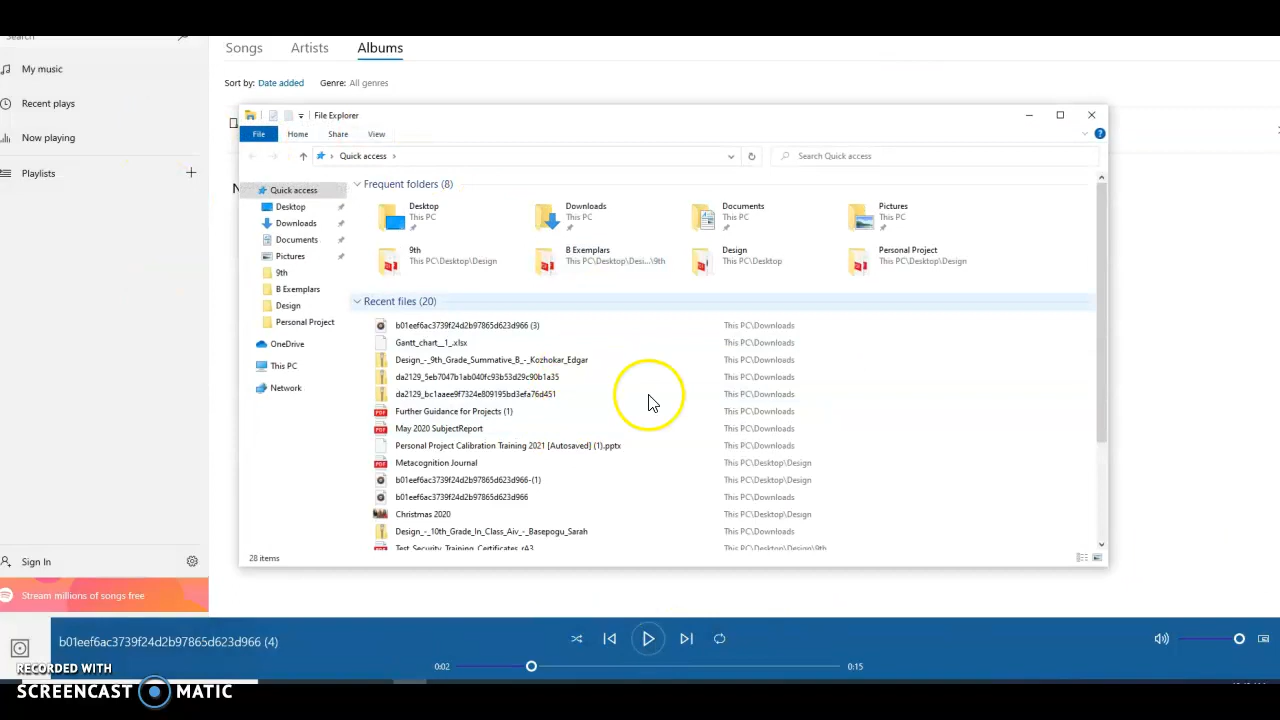 Search
My music
Recent plays
Now playing
Playlists
Sign In
Stream millions of songs free
Songs Artists Albums
Sort by: Date added Genre: All genres
File Explorer
File Home Share View
Quick access
Search Quick access
Quick access
Desktop
Downloads
Documents
Pictures
9th
B Exemplars
Design
Personal Project
OneDrive
This PC
Network
Frequent folders (8)
Desktop
This PC
Downloads
This PC
Documents
This PC
Pictures
This PC
9th
This PC\Desktop\Design
B Exemplars
This PC\Desktop\Desi...\9th
Design
This PC\Desktop
Personal Project
This PC\Desktop\Design
Recent files (20)
b01eef6ac3739f24d2b97865d623d966 (3) This PC\Downloads
Gantt_chart__1_.xlsx This PC\Downloads
Design_-_9th_Grade_Summative_B_-_Kozhokar_Edgar This PC\Downloads
da2129_5eb7047b1ab040fc93b53d29c90b1a35 This PC\Downloads
da2129_bc1aaee9f7324e809195bd3efa76d451 This PC\Downloads
Further Guidance for Projects (1) This PC\Downloads
May 2020 SubjectReport This PC\Downloads
Personal Project Calibration Training 2021 [Autosaved] (1).pptx This PC\Downloads
Metacognition Journal This PC\Desktop\Design
b01eef6ac3739f24d2b97865d623d966-(1) This PC\Downloads
b01eef6ac3739f24d2b97865d623d966 This PC\Downloads
Christmas 2020 This PC\Desktop\Design
Design_-_10th_Grade_In_Class_Aiv_-_Basepogu_Sarah This PC\Downloads
Test_Security_Training_Certificates_rA3 This PC\Desktop\Design\9th
28 items
b01eef6ac3739f24d2b97865d623d966 (4)
0:02 0:15
RECORDED WITH
SCREENCAST MATIC